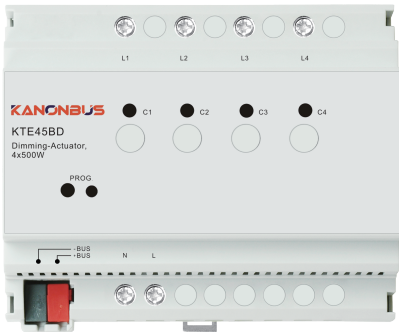 L1 L2 L3 L4
KANONBUS
C1 C2 C3 C4
KTE45BD
Dimming-Actuator,
4x500W
PROG
-BUS
+BUS
N L